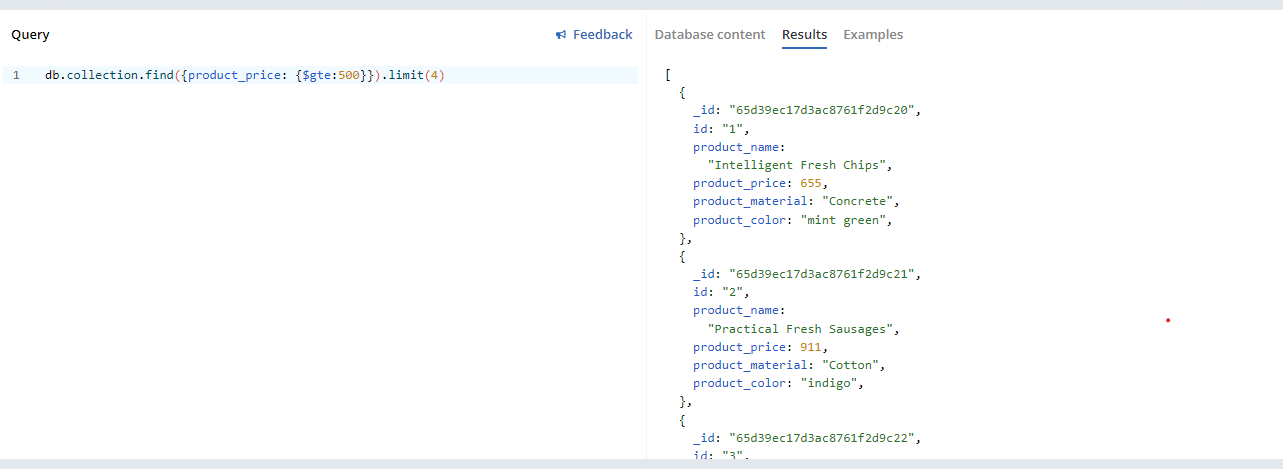 Query
Feedback
1 db.collection.find({product_price: {$gte:500}}).limit(4)
Database content Results Examples
[
{
_id: "65d39ec17d3ac8761f2d9c20",
id: "1",
product_name:
"Intelligent Fresh Chips",
product_price: 655,
product_material: "Concrete",
product_color: "mint green",
},
{
_id: "65d39ec17d3ac8761f2d9c21",
id: "2",
product_name:
"Practical Fresh Sausages",
product_price: 911,
product_material: "Cotton",
product_color: "indigo",
},
{
_id: "65d39ec17d3ac8761f2d9c22",
id: "3",